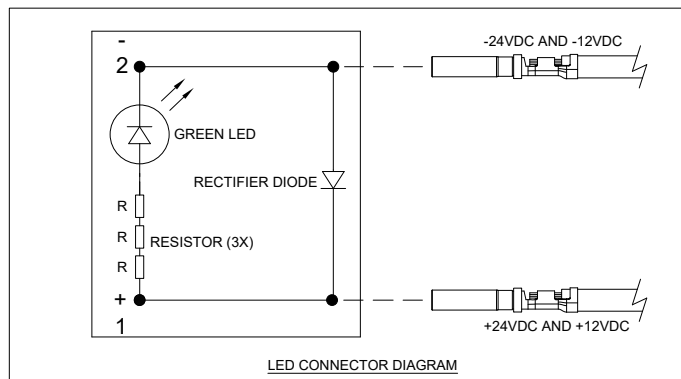 -
2
-24VDC AND -12VDC
GREEN LED
RECTIFIER DIODE
R
R
RESISTOR (3X)
R
+
1
+24VDC AND +12VDC
LED CONNECTOR DIAGRAM